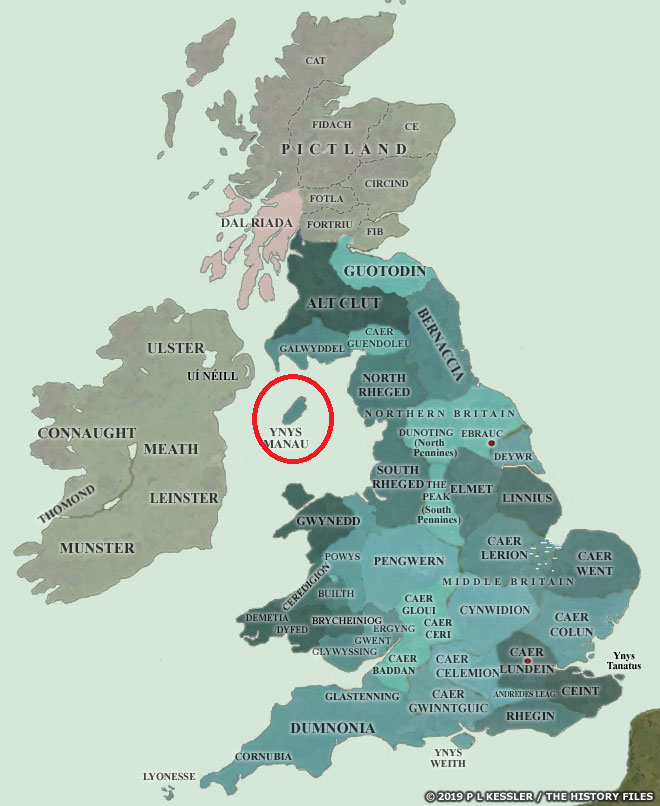 CAT
FIDACH
CE
PICTLAND
CIRCIND
FOTLA
DAL RIADA
FORTRIU
FIB
GUOTODIN
ALT CLUT
BERNACCIA
CAER
GUENDOLEU
GALWYDDEL
ULSTER
UÍ NÉILL
NORTH
RHEGED
NORTHERN BRITAIN
YNYS
MANAU
CONNAUGHT
DUNOTING
(North
Pennines)
EBRAUC
DEYWR
MEATH
THOMOND
LEINSTER
SOUTH
RHEGED
THE
PEAK
(South
Pennines)
ELMET
LINNIUS
MUNSTER
GWYNEDD
POWYS
PENGWERN
CAER
LERION
CAER
WENT
MIDDLE BRITAIN
CEREDIGION
BUILTH
CAER
GLOUI
CYNWIDION
CAER
COLUN
DEMETIA
DYFED
BRYCHEINIOG
ERGYNG
GWENT
GLYWYSSING
CAER
CERI
CAER
BADDAN
CAER
CELEMION
CAER
LUNDEIN
Ynys
Tanatus
GLASTENNING
CAER
GWINNTGUIC
ANDREDES LEAG
CEINT
RHEGIN
DUMNONIA
CORNUBIA
YNYS
WEITH
LYONESSE
© 2019 P L KESSLER / THE HISTORY FILES